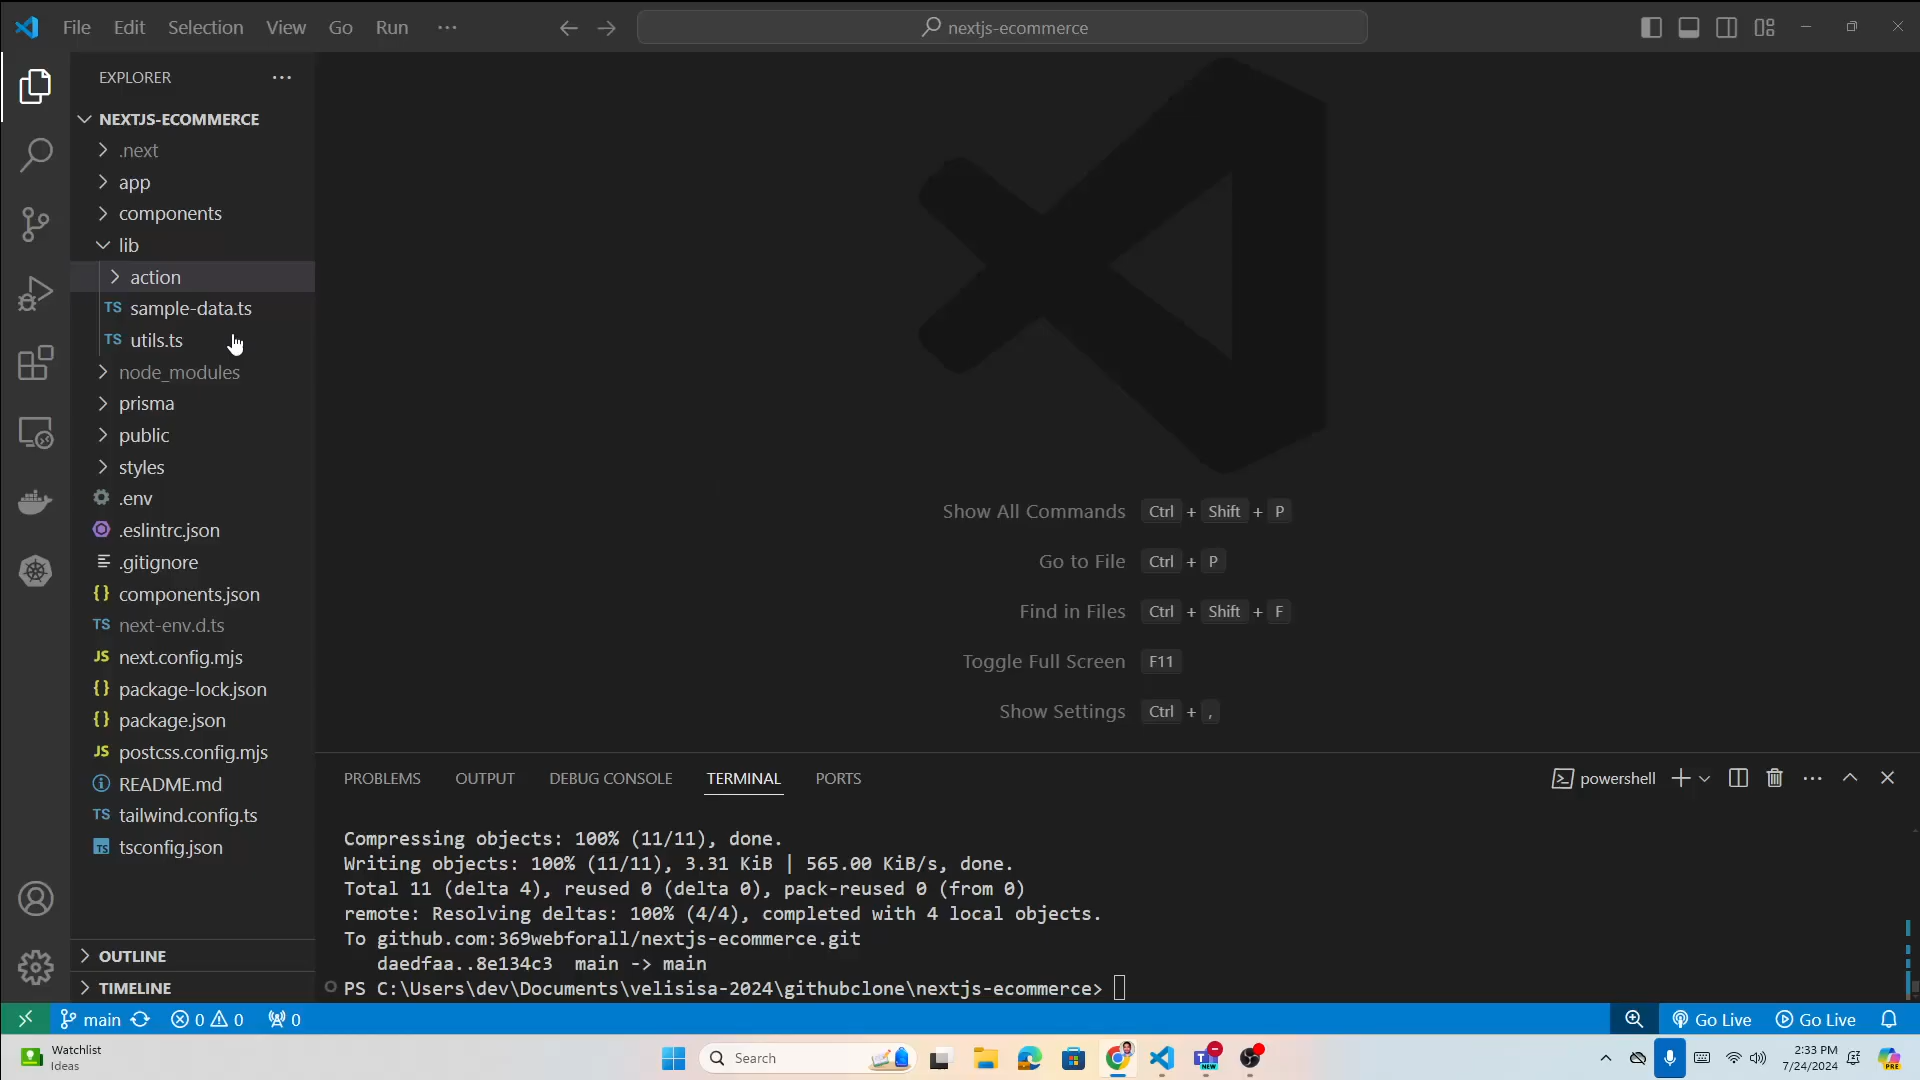 File Edit Selection View Go Run ...
nextjs-ecommerce
EXPLORER
NEXTJS-ECOMMERCE
.next
app
components
lib
action
TS sample-data.ts
TS utils.ts
node_modules
prisma
public
styles
.env
.eslintrc.json
.gitignore
{} components.json
TS next-env.d.ts
JS next.config.mjs
{} package-lock.json
{} package.json
JS postcss.config.mjs
README.md
TS tailwind.config.ts
TS tsconfig.json
OUTLINE
TIMELINE
Show All Commands Ctrl + Shift + P
Go to File Ctrl + P
Find in Files Ctrl + Shift + F
Toggle Full Screen F11
Show Settings Ctrl + ,
PROBLEMS OUTPUT DEBUG CONSOLE TERMINAL PORTS
powershell
Compressing objects: 100% (11/11), done.
Writing objects: 100% (11/11), 3.31 KiB | 565.00 KiB/s, done.
Total 11 (delta 4), reused 0 (delta 0), pack-reused 0 (from 0)
remote: Resolving deltas: 100% (4/4), completed with 4 local objects.
To github.com:369webforall/nextjs-ecommerce.git
daedfaa..8e134c3 main -> main
PS C:\Users\dev\Documents\velisisa-2024\githubclone\nextjs-ecommerce>
main 0 0 0
Go Live Go Live
Watchlist
Ideas
Search
NEW
2:33 PM
7/24/2024
PRE